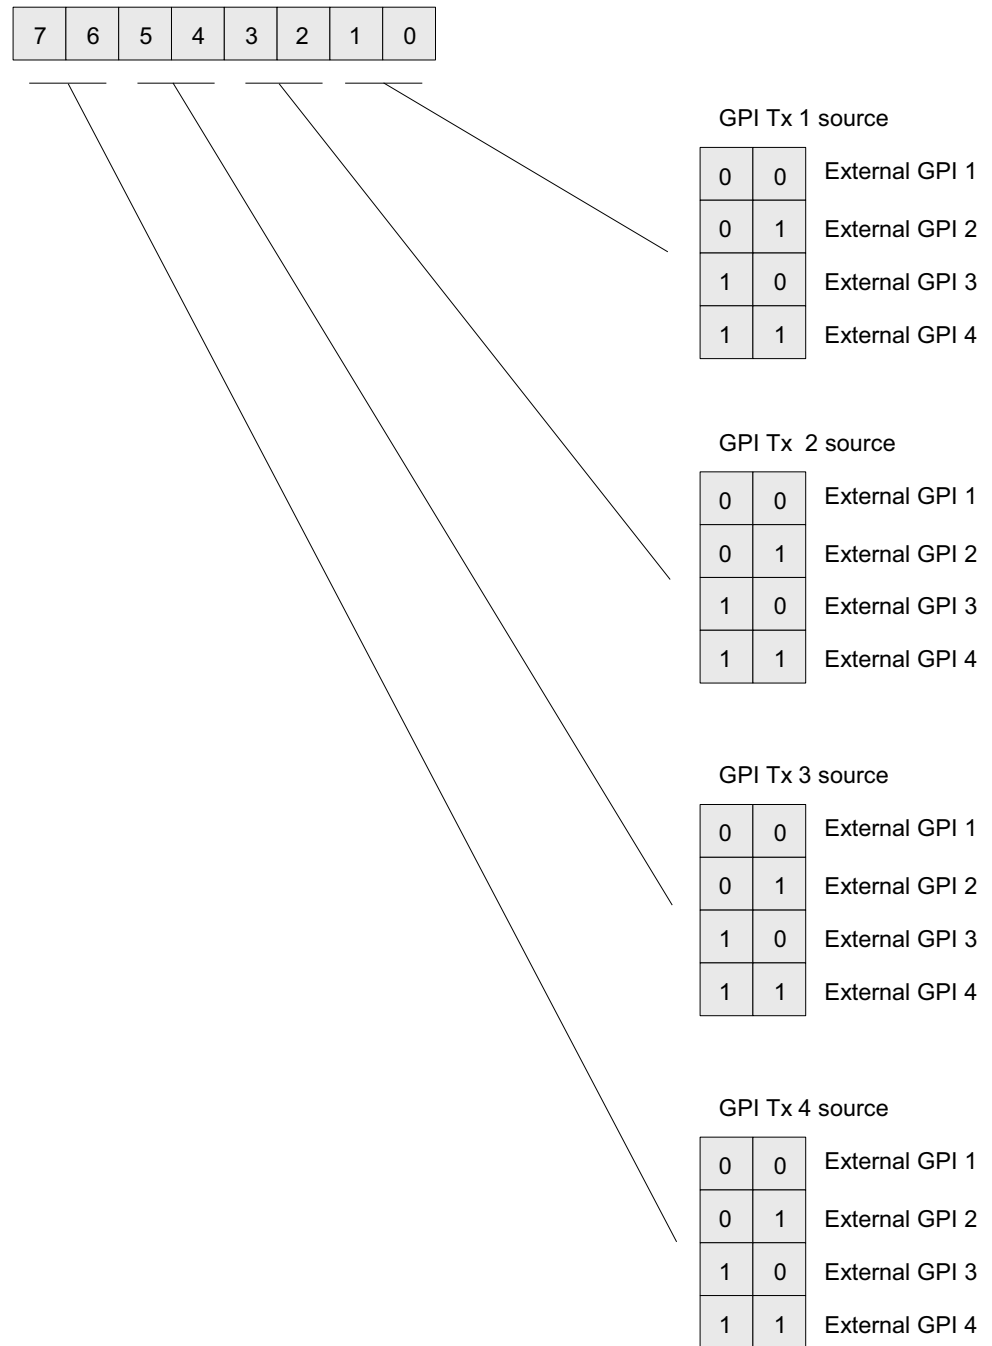 7 6 5 4 3 2 1 0
GPI Tx 1 source
0 0 External GPI 1
0 1 External GPI 2
1 0 External GPI 3
1 1 External GPI 4
GPI Tx 2 source
0 0 External GPI 1
0 1 External GPI 2
1 0 External GPI 3
1 1 External GPI 4
GPI Tx 3 source
0 0 External GPI 1
0 1 External GPI 2
1 0 External GPI 3
1 1 External GPI 4
GPI Tx 4 source
0 0 External GPI 1
0 1 External GPI 2
1 0 External GPI 3
1 1 External GPI 4